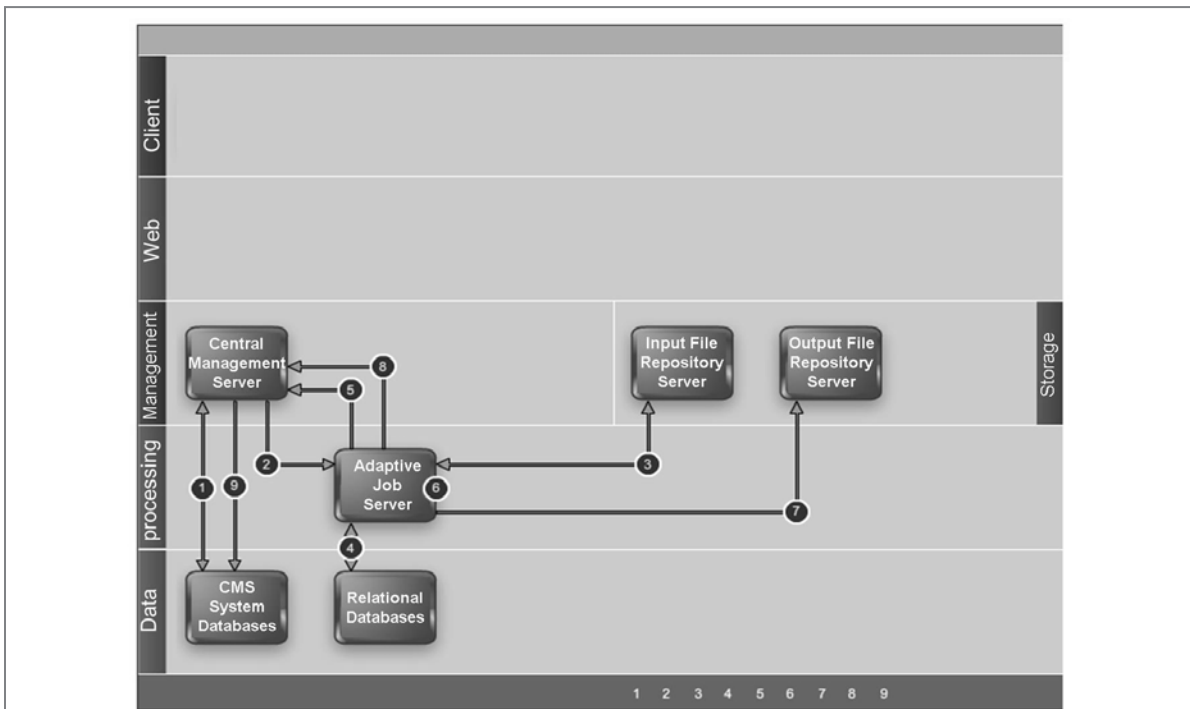 Client
Web
Management
Central
Management
Server
8
5
Input File
Repository
Server
Output File
Repository
Server
Storage
processing
1
9
2
Adaptive
Job
Server
6
3
7
4
Data
CMS
System
Databases
Relational
Databases
1 2 3 4 5 6 7 8 9